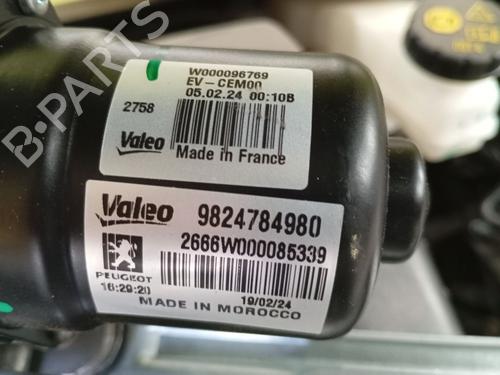 W000096769
EV-CEM00
05.02.24 00:10B
2758
Valeo
Made in France
Valeo
9824784980
2666W000085339
PEUGEOT
16:29:20
19/02/24
MADE IN MOROCCO
B-PARTS